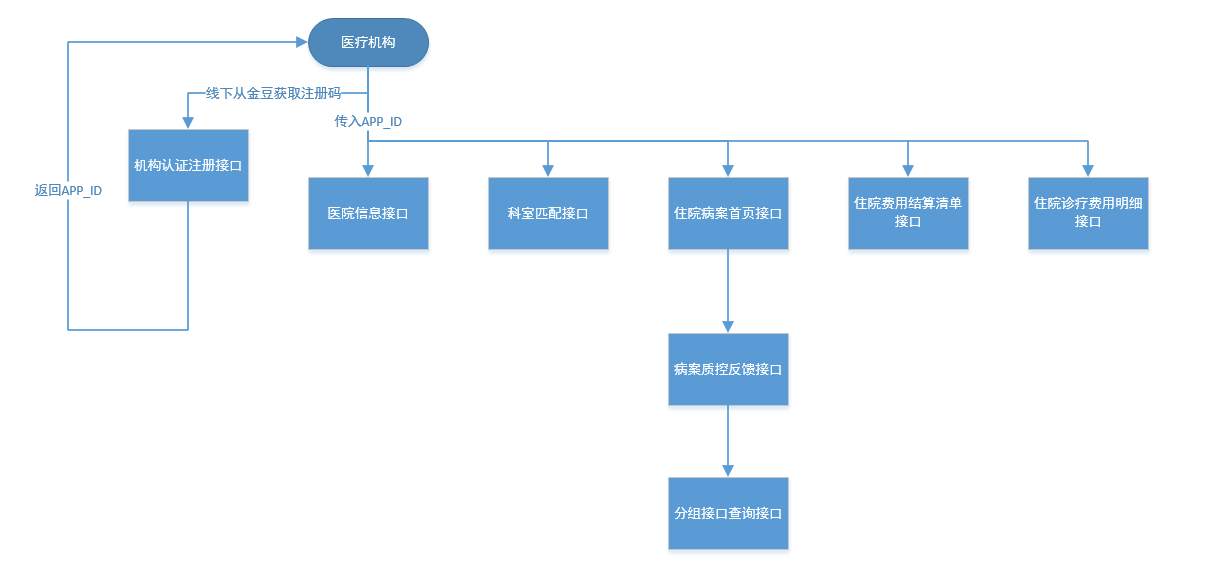 医疗机构
线下从金豆获取注册码
传入APP_ID
机构认证注册接口
返回APP_ID
医院信息接口
科室匹配接口
住院病案首页接口
住院费用结算清单
接口
住院诊疗费用明细
接口
病案质控反馈接口
分组接口查询接口